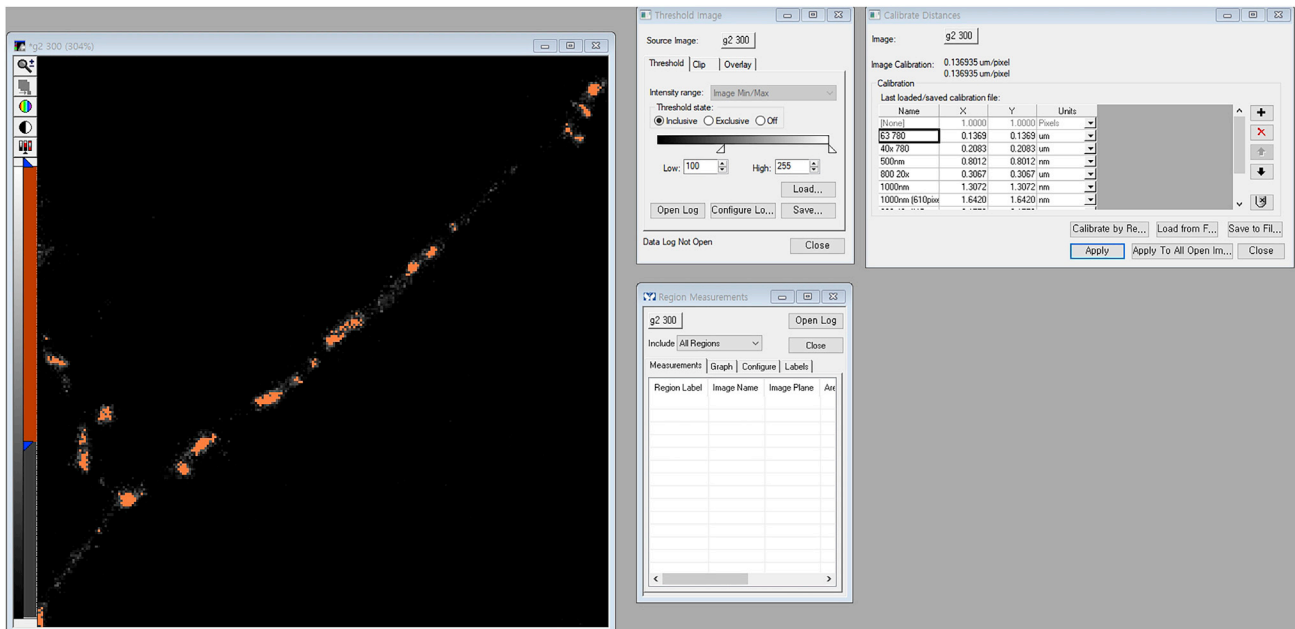 *g2 300 (304%)
Threshold Image
Source Image: g2 300
Threshold Clip Overlay
Intensity range: Image Min/Max
Threshold state:
Inclusive Exclusive Off
Low: 100 High: 255
Load...
Open Log Configure Lo... Save...
Data Log Not Open Close
Calibrate Distances
Image: g2 300
Image Calibration: 0.136935 um/pixel
0.136935 um/pixel
Calibration
Last loaded/saved calibration file:
Name X Y Units
[None] 1.0000 1.0000 Pixels
63 780 0.1369 0.1369 um
40x 780 0.2083 0.2083 um
500nm 0.8012 0.8012 nm
800 20x 0.3067 0.3067 um
1000nm 1.3072 1.3072 nm
1000nm (610pixe 1.6420 1.6420 nm
Calibrate by Re... Load from F... Save to Fil...
Apply Apply To All Open Im... Close
Region Measurements
g2 300 Open Log
Include All Regions Close
Measurements Graph Configure Labels
Region Label Image Name Image Plane Are